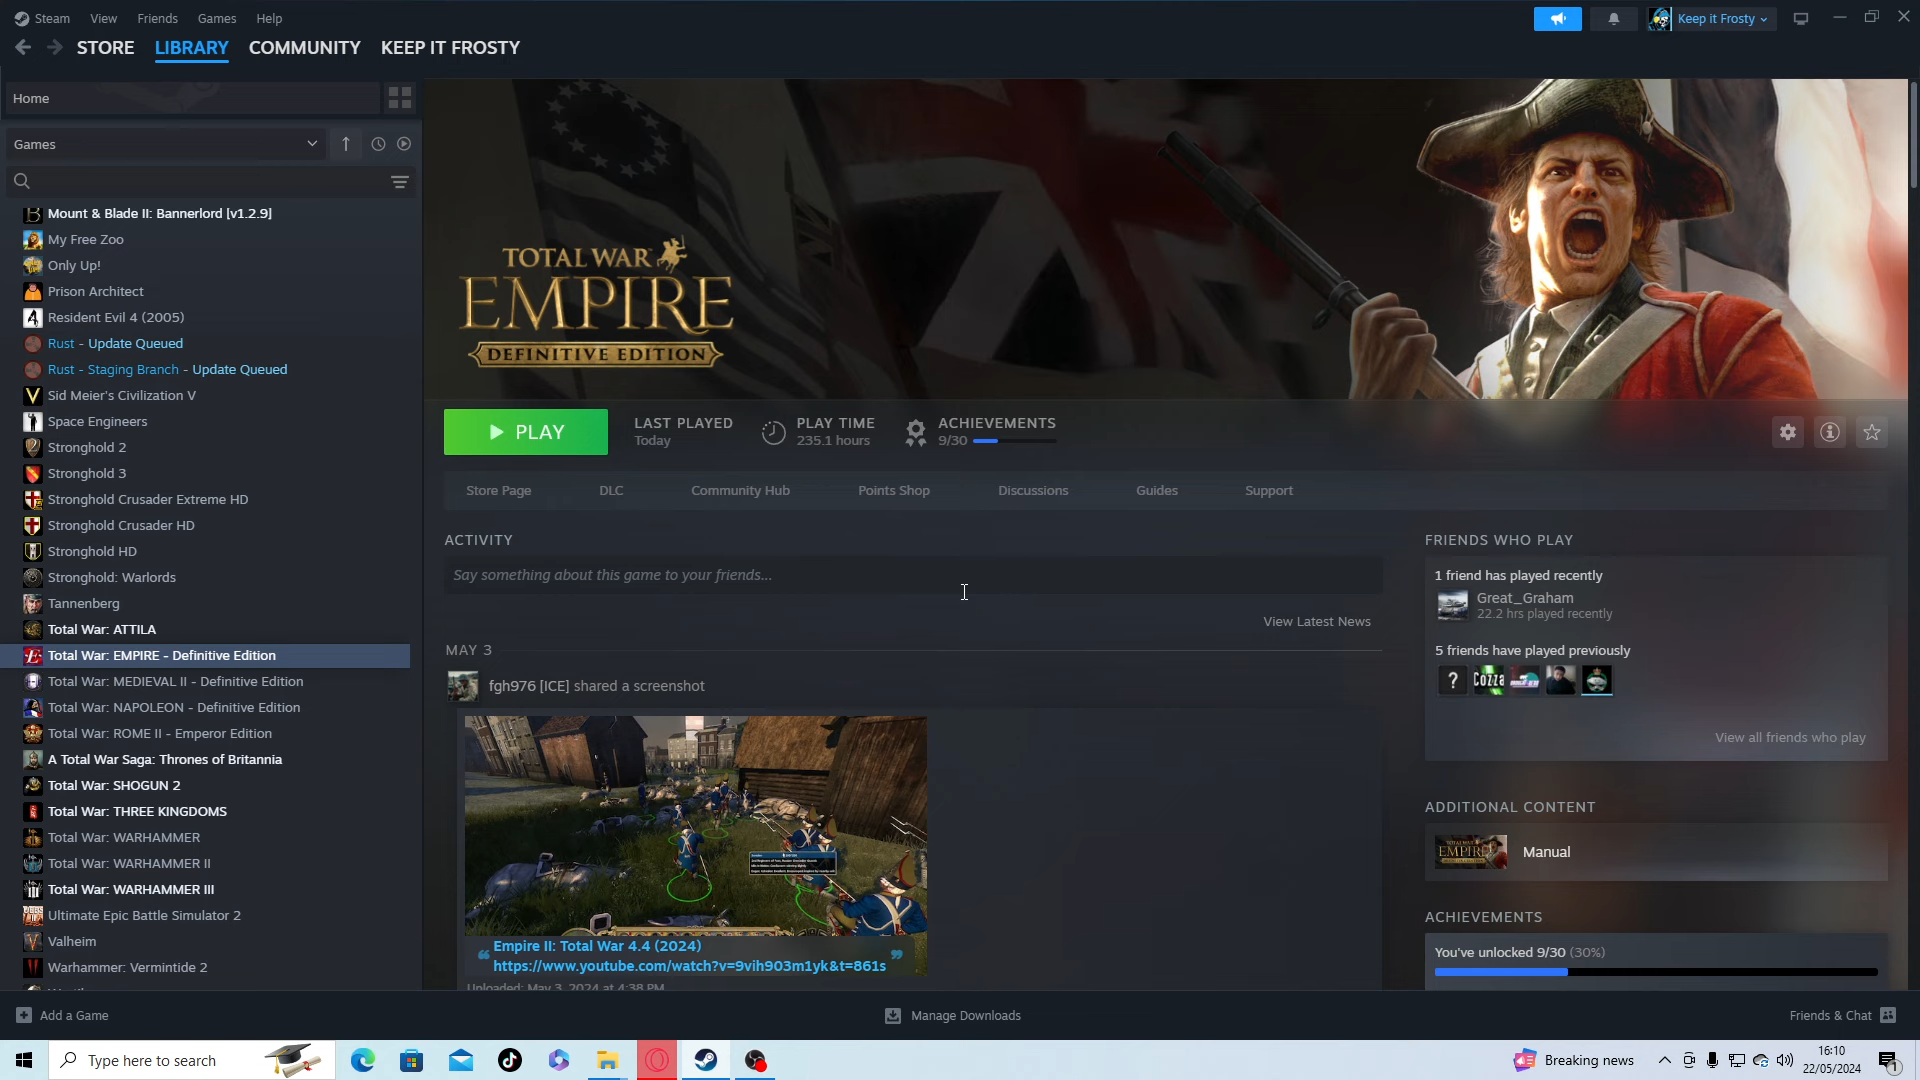 Steam View Friends Games Help
Keep it Frosty
STORE LIBRARY COMMUNITY KEEP IT FROSTY
Home
Games
Mount & Blade II: Bannerlord [v1.2.9]
My Free Zoo
Only Up!
Prison Architect
Resident Evil 4 (2005)
Rust - Update Queued
Rust - Staging Branch - Update Queued
Sid Meier's Civilization V
Space Engineers
Stronghold 2
Stronghold 3
Stronghold Crusader Extreme HD
Stronghold Crusader HD
Stronghold HD
Stronghold: Warlords
Tannenberg
Total War: ATTILA
Total War: EMPIRE - Definitive Edition
Total War: MEDIEVAL II - Definitive Edition
Total War: NAPOLEON - Definitive Edition
Total War: ROME II - Emperor Edition
A Total War Saga: Thrones of Britannia
Total War: SHOGUN 2
Total War: THREE KINGDOMS
Total War: WARHAMMER
Total War: WARHAMMER II
Total War: WARHAMMER III
Ultimate Epic Battle Simulator 2
Valheim
Warhammer: Vermintide 2
TOTAL WAR
EMPIRE
DEFINITIVE EDITION
PLAY
LAST PLAYED
Today
PLAY TIME
235.1 hours
ACHIEVEMENTS
9/30
Store Page DLC Community Hub Points Shop Discussions Guides Support
ACTIVITY
Say something about this game to your friends...
View Latest News
MAY 3
fgh976 [ICE] shared a screenshot
Empire II: Total War 4.4 (2024)
https://www.youtube.com/watch?v=9vih903m1yk&t=861s
Uploaded: May 3, 2024 at 4:38 PM
FRIENDS WHO PLAY
1 friend has played recently
Great_Graham
22.2 hrs played recently
5 friends have played previously
? Cozza
View all friends who play
ADDITIONAL CONTENT
EMPIRE
Manual
ACHIEVEMENTS
You've unlocked 9/30 (30%)
Add a Game
Manage Downloads
Friends & Chat
Type here to search
Breaking news
16:10
22/05/2024
1